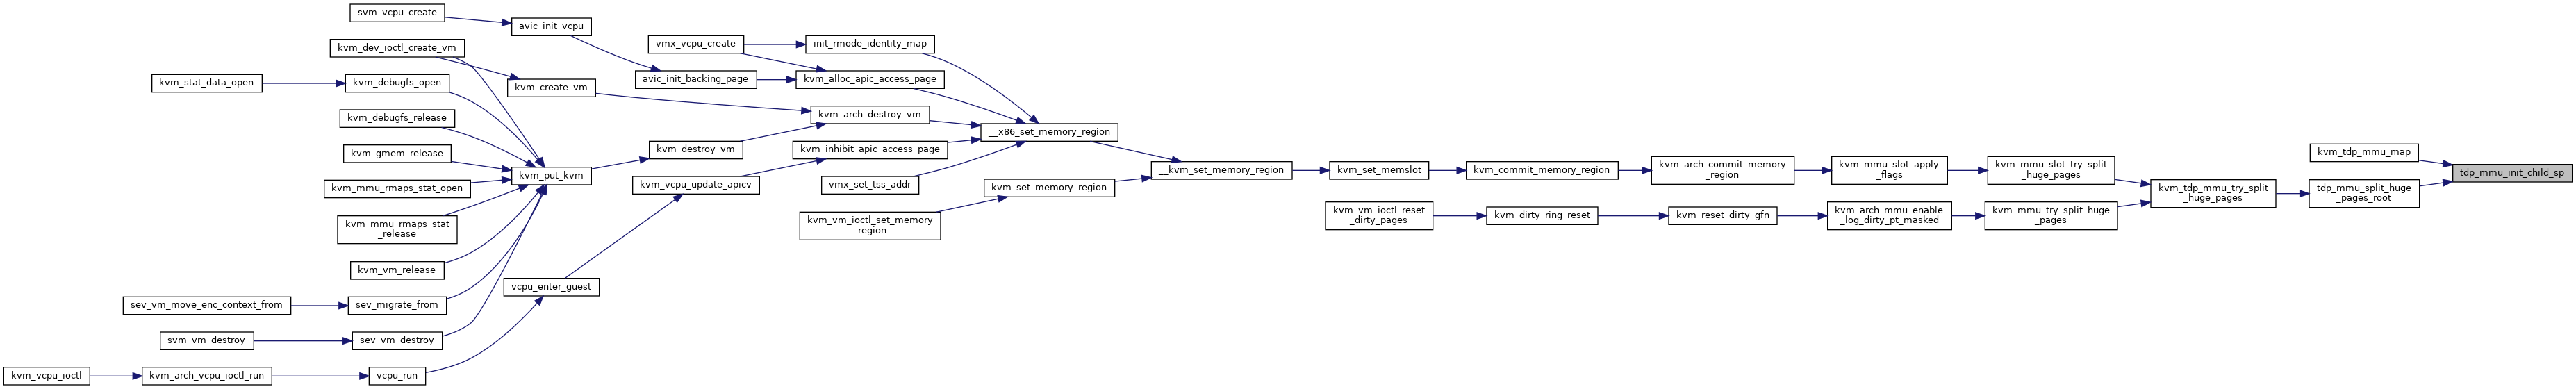 svm_vcpu_create
avic_init_vcpu
kvm_dev_ioctl_create_vm
vmx_vcpu_create
init_rmode_identity_map
kvm_stat_data_open
kvm_debugfs_open
kvm_create_vm
avic_init_backing_page
kvm_alloc_apic_access_page
kvm_debugfs_release
kvm_arch_destroy_vm
__x86_set_memory_region
kvm_gmem_release
kvm_destroy_vm
kvm_inhibit_apic_access_page
kvm_tdp_mmu_map
kvm_put_kvm
kvm_mmu_rmaps_stat_open
kvm_vcpu_update_apicv
vmx_set_tss_addr
kvm_set_memory_region
__kvm_set_memory_region
kvm_set_memslot
kvm_commit_memory_region
kvm_arch_commit_memory
_region
kvm_mmu_slot_apply
_flags
kvm_mmu_slot_try_split
_huge_pages
tdp_mmu_init_child_sp
kvm_tdp_mmu_try_split
_huge_pages
tdp_mmu_split_huge
_pages_root
kvm_mmu_rmaps_stat
_release
kvm_vm_ioctl_set_memory
_region
kvm_vm_ioctl_reset
_dirty_pages
kvm_dirty_ring_reset
kvm_reset_dirty_gfn
kvm_arch_mmu_enable
_log_dirty_pt_masked
kvm_mmu_try_split_huge
_pages
kvm_vm_release
vcpu_enter_guest
sev_vm_move_enc_context_from
sev_migrate_from
svm_vm_destroy
sev_vm_destroy
kvm_vcpu_ioctl
kvm_arch_vcpu_ioctl_run
vcpu_run